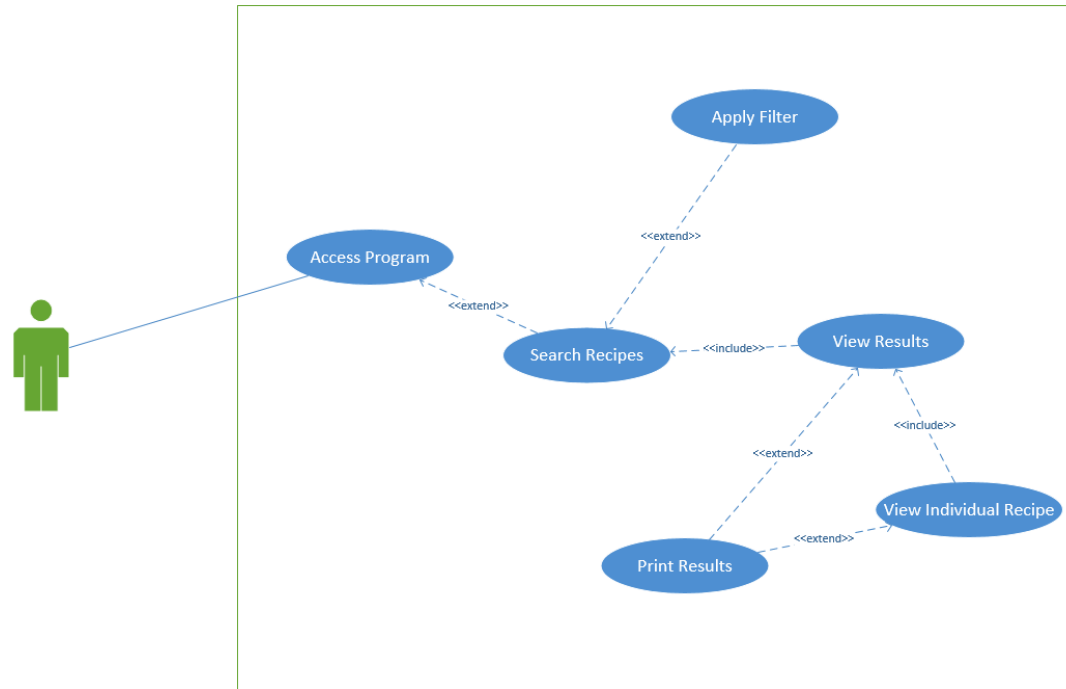 Apply Filter
<<extend>>
Access Program
<<extend>>
Search Recipes
<<include>>
View Results
<<include>>
<<extend>>
View Individual Recipe
<<extend>>
Print Results